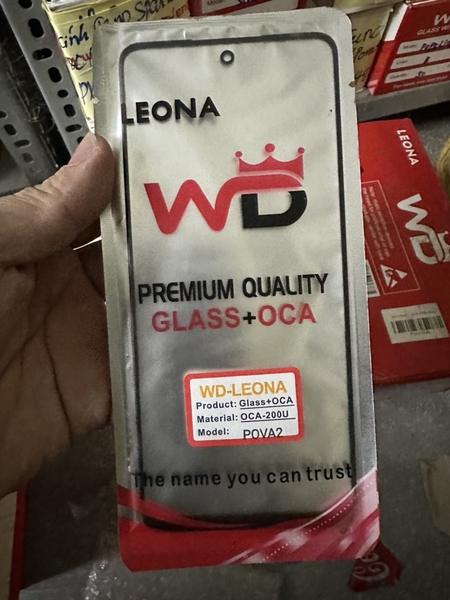 LEONA
WD
PREMIUM QUALITY
GLASS+OCA
WD-LEONA
Product: Glass+OCA
Material: OCA-200U
Model: POVA2
The name you can trust
LEONA
WD